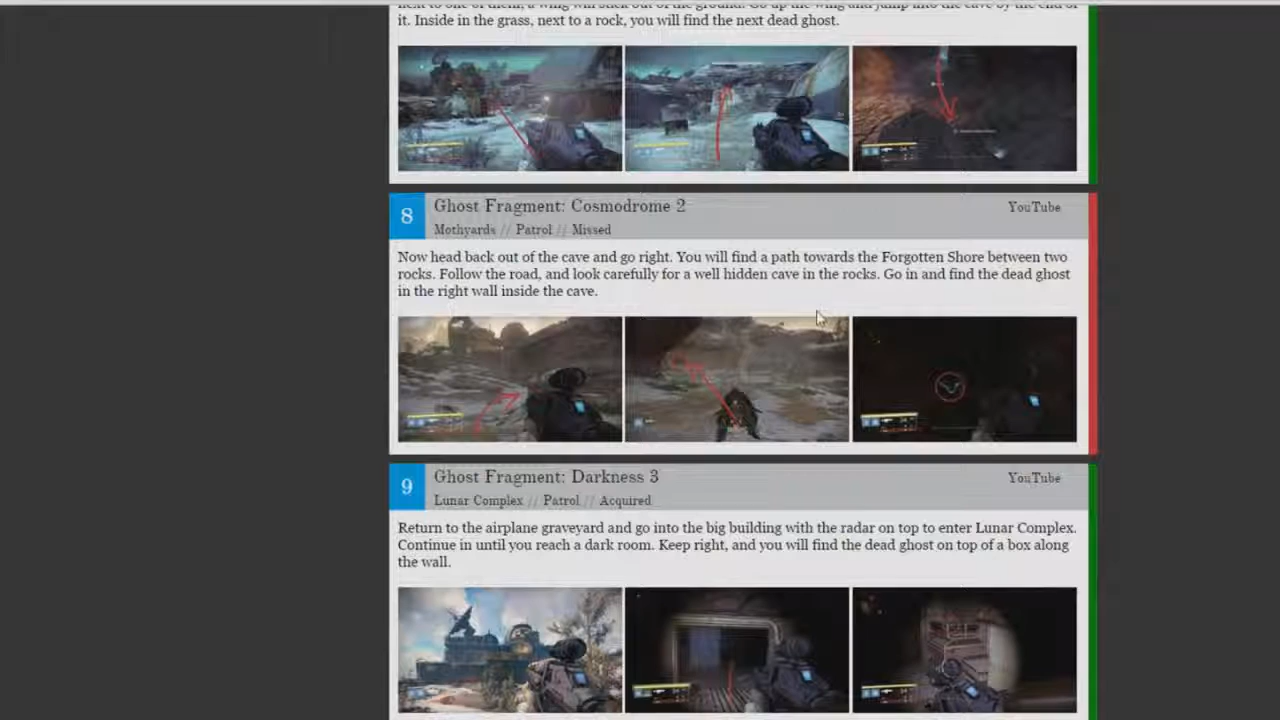 it. Inside in the grass, next to a rock, you will find the next dead ghost.
8
Ghost Fragment: Cosmodrome 2
YouTube
Mothyards // Patrol // Missed
Now head back out of the cave and go right. You will find a path towards the Forgotten Shore between two
rocks. Follow the road, and look carefully for a well hidden cave in the rocks. Go in and find the dead ghost
in the right wall inside the cave.
9
Ghost Fragment: Darkness 3
YouTube
Lunar Complex // Patrol // Acquired
Return to the airplane graveyard and go into the big building with the radar on top to enter Lunar Complex.
Continue in until you reach a dark room. Keep right, and you will find the dead ghost on top of a box along
the wall.